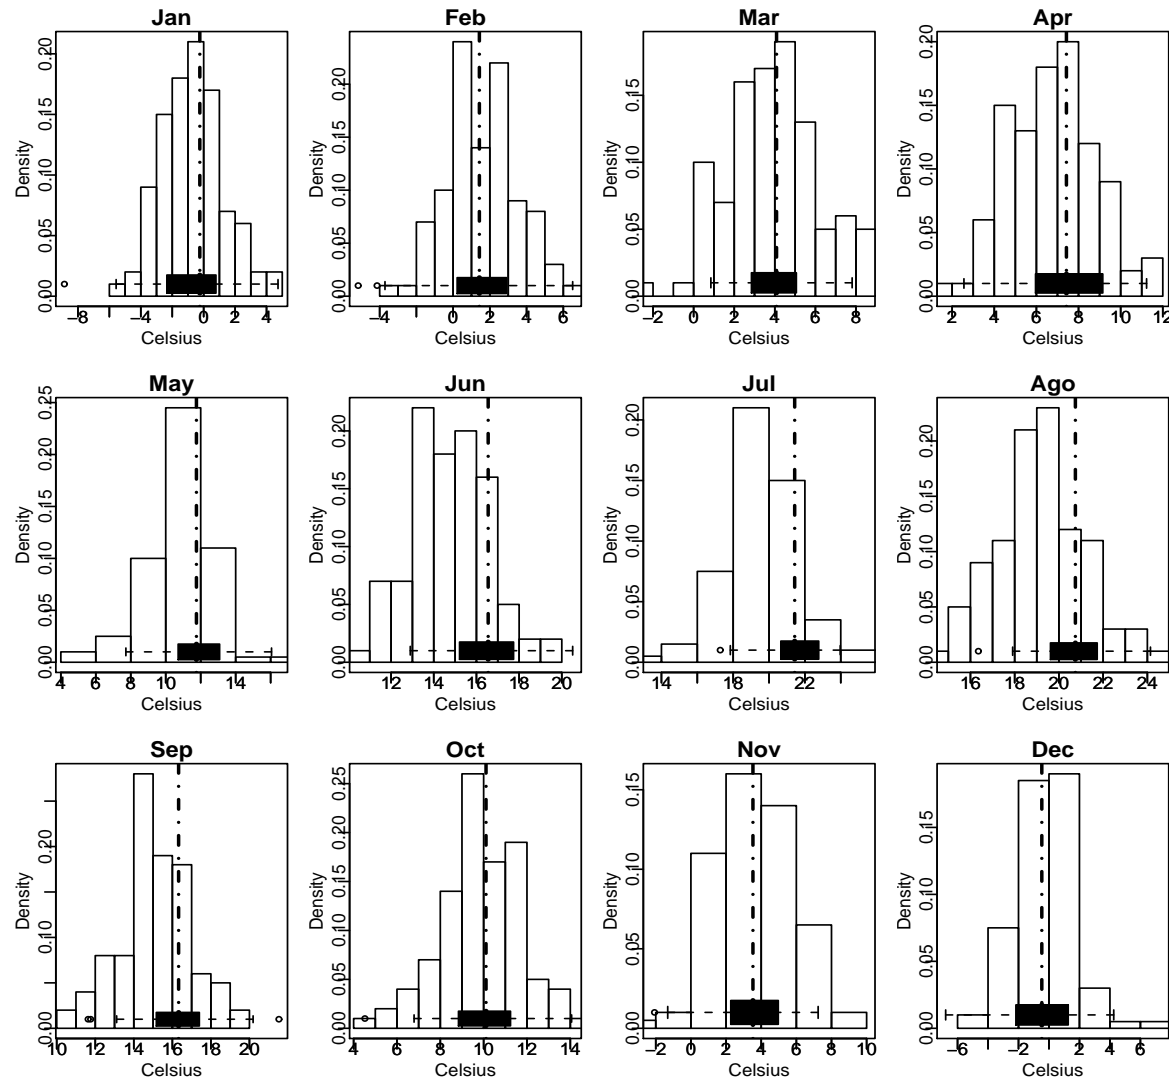 Jan Feb Mar Apr
Density 0.00 0.05 0.10 0.15 0.20
−8 −4 0 2 4
Celsius
Density 0.00 0.05 0.10 0.15 0.20
−4 0 2 4 6
Celsius
Density 0.00 0.05 0.10 0.15
−2 0 2 4 6 8
Celsius
Density 0.00 0.05 0.10 0.15 0.20
2 4 6 8 10 12
Celsius
May Jun Jul Ago
Density 0.00 0.05 0.10 0.15 0.20 0.25
4 6 8 10 14
Celsius
Density 0.00 0.05 0.10 0.15 0.20
12 14 16 18 20
Celsius
Density 0.00 0.05 0.10 0.15 0.20
14 18 22
Celsius
Density 0.00 0.05 0.10 0.15 0.20
16 18 20 22 24
Celsius
Sep Oct Nov Dec
Density 0.00 0.10 0.20
10 12 14 16 18 20
Celsius
Density 0.00 0.05 0.10 0.15 0.20 0.25
4 6 8 10 12 14
Celsius
Density 0.00 0.05 0.10 0.15
−2 0 2 4 6 8 10
Celsius
Density 0.00 0.05 0.10 0.15
−6 −2 2 4 6
Celsius